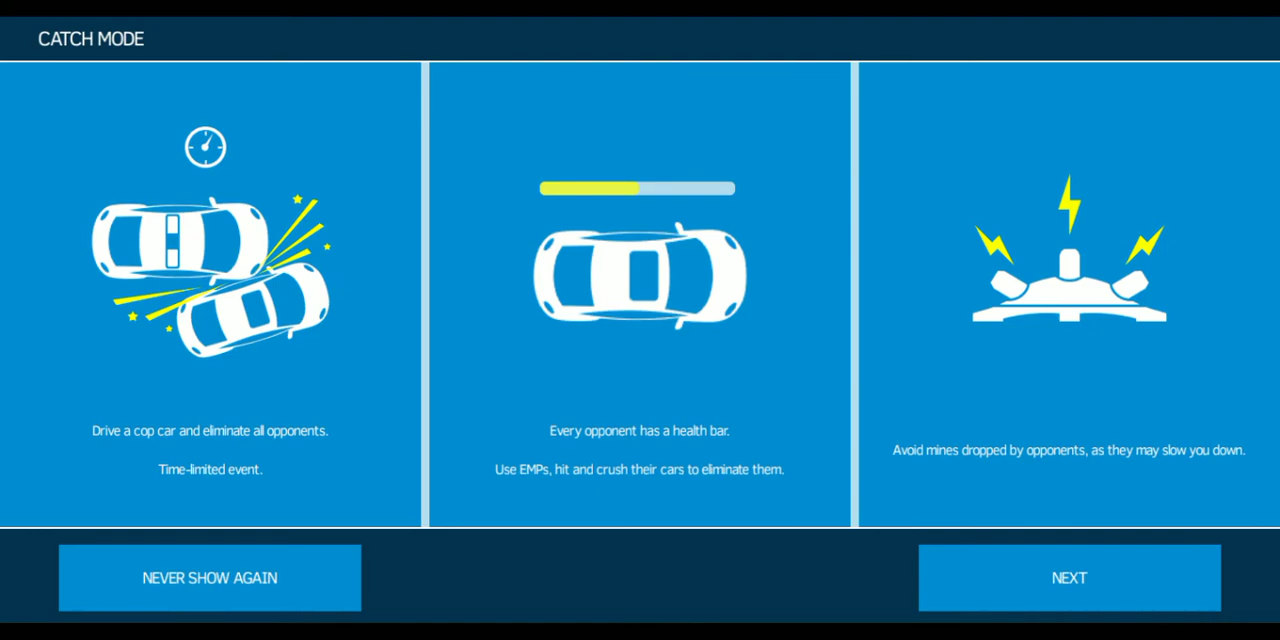 CATCH MODE
Drive a cop car and eliminate all opponents.
Time-limited event.
Every opponent has a health bar.
Use EMPs, hit and crush their cars to eliminate them.
Avoid mines dropped by opponents, as they may slow you down.
NEVER SHOW AGAIN
NEXT